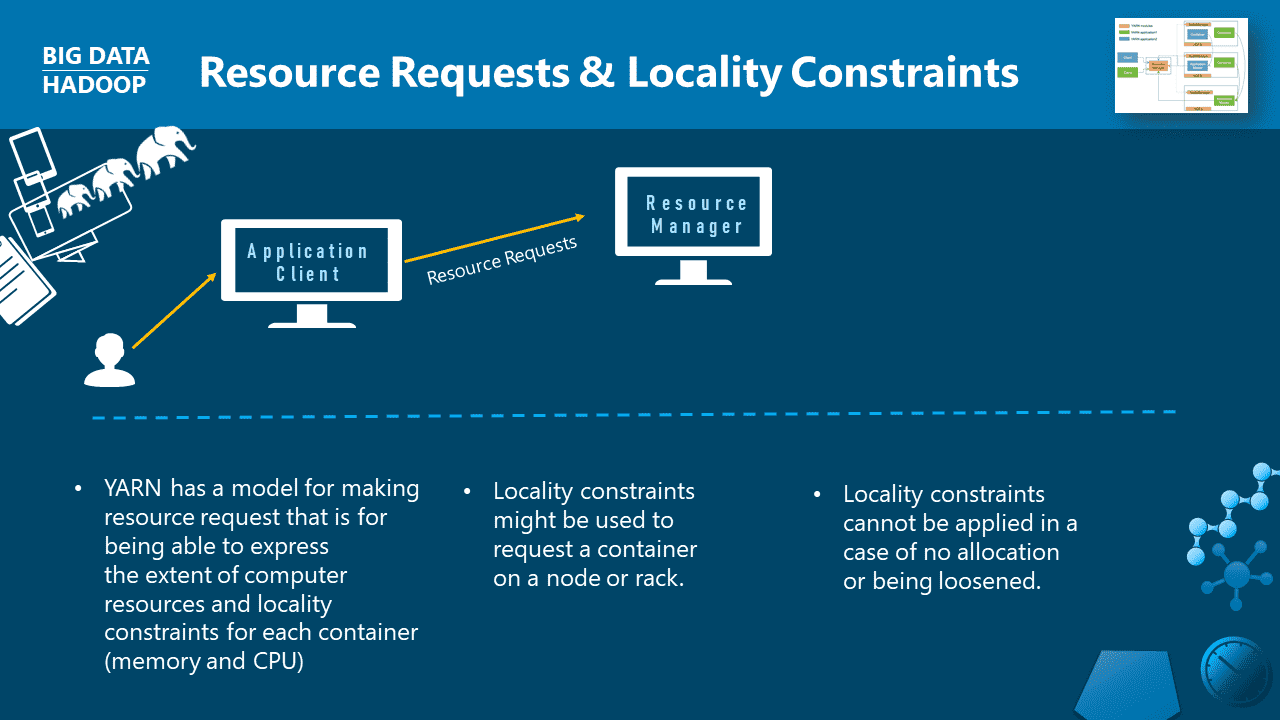 BIG DATA
HADOOP
Resource Requests & Locality Constraints
Resource
Manager
Application
Client
Resource Requests
• YARN has a model for making
resource request that is for
being able to express
the extent of computer
resources and locality
constraints for each container
(memory and CPU)
• Locality constraints
might be used to
request a container
on a node or rack.
• Locality constraints
cannot be applied in a
case of no allocation
or being loosened.